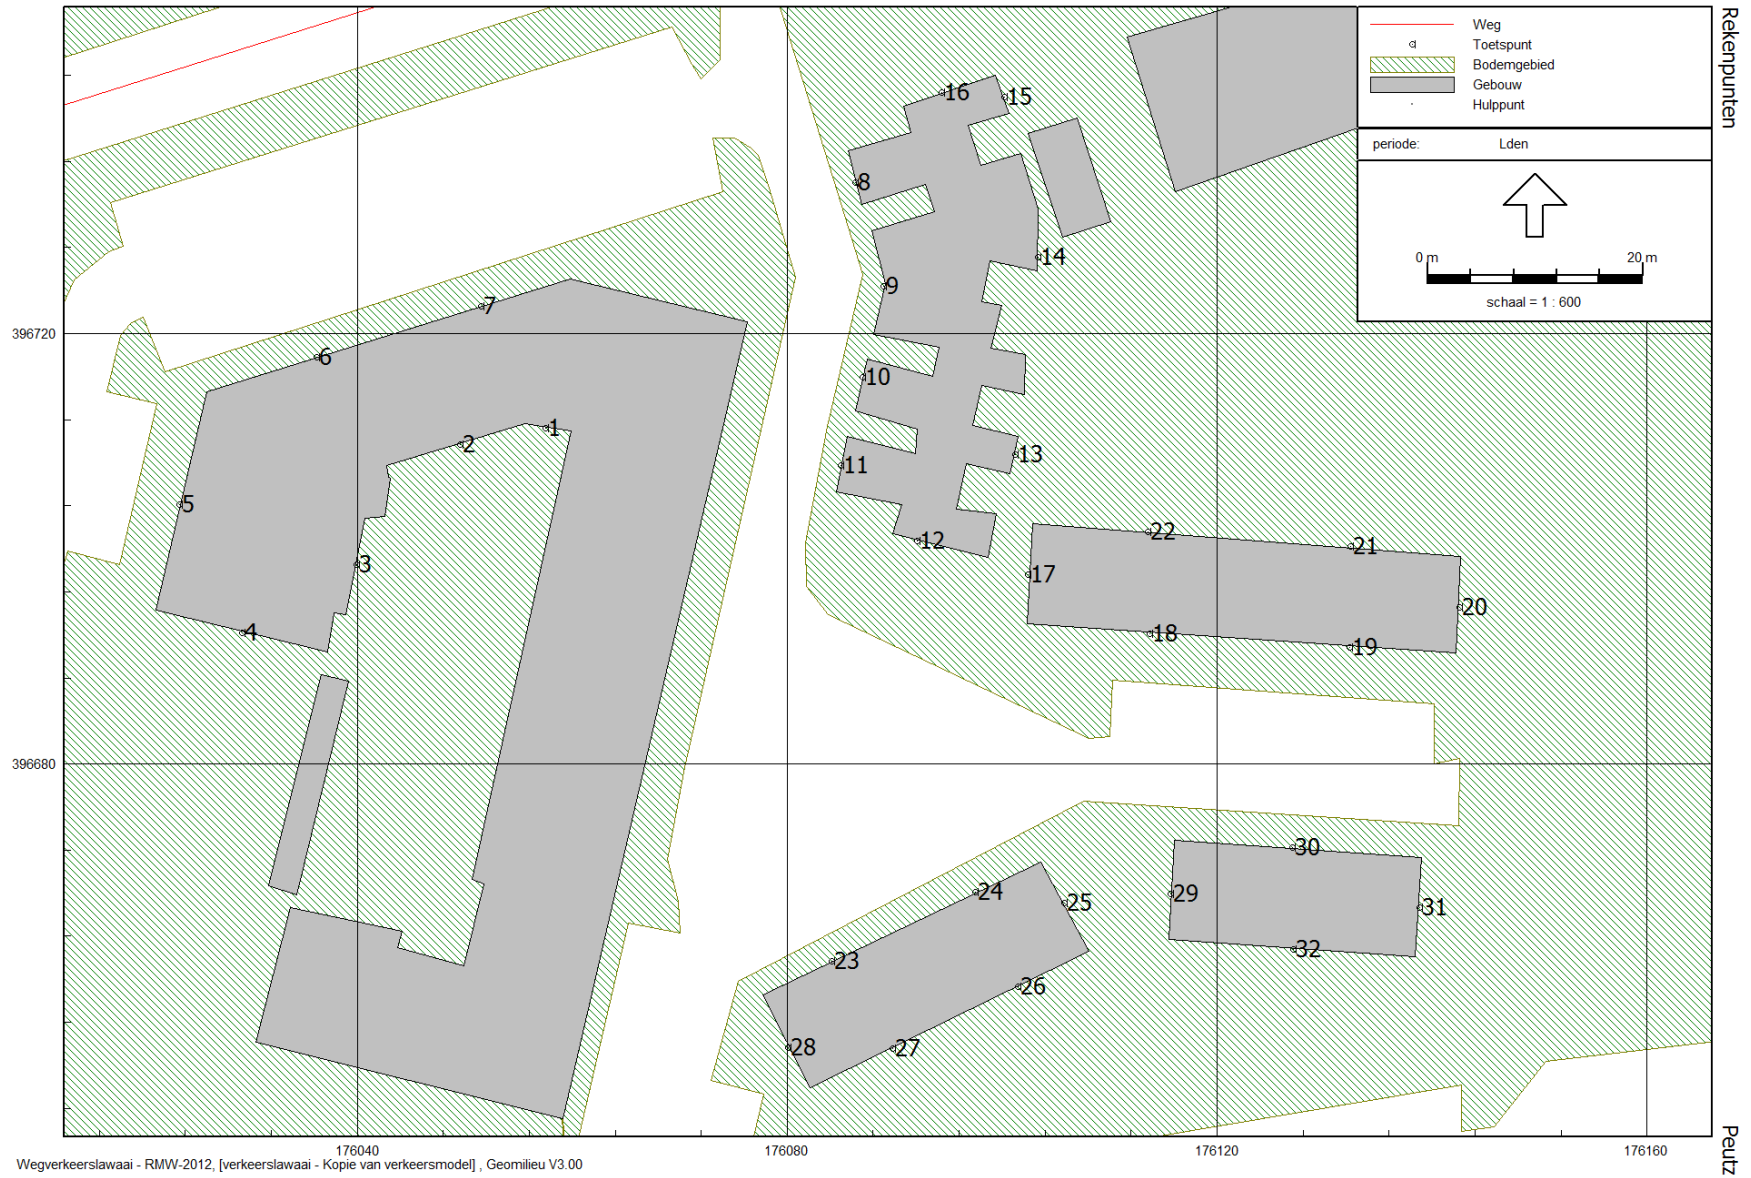 Rekenpunten
Weg
Toetspunt
Bodemgebied
Gebouw
Hulppunt
periode: Lden
0 m 20 m
schaal = 1 : 600
16
15
8
14
9
7
396720
6
10
1
2
13
11
5
22
12
21
3
17
20
4
18
19
396680
30
24
29
25
31
32
23
26
28
27
176040 176080 176120 176160
Wegverkeerslawaai - RMW-2012, [verkeerslawaai - Kopie van verkeersmodel] , Geomilieu V3.00
Peutz